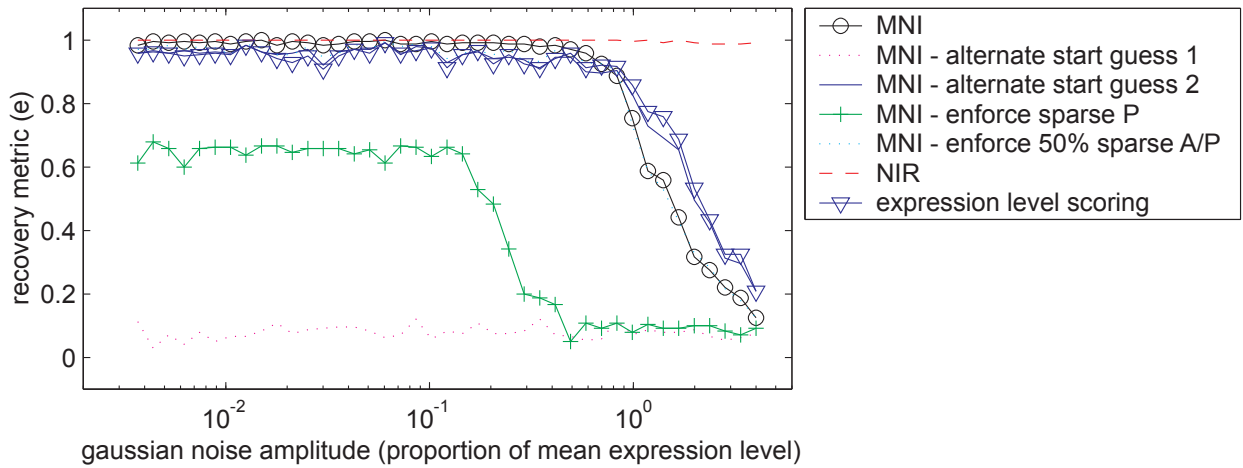 1
0.8
0.6
0.4
0.2
0
recovery metric (e)
10-2
10-1
100
gaussian noise amplitude (proportion of mean expression level)
MNI
MNI - alternate start guess 1
MNI - alternate start guess 2
MNI - enforce sparse P
MNI - enforce 50% sparse A/P
NIR
expression level scoring